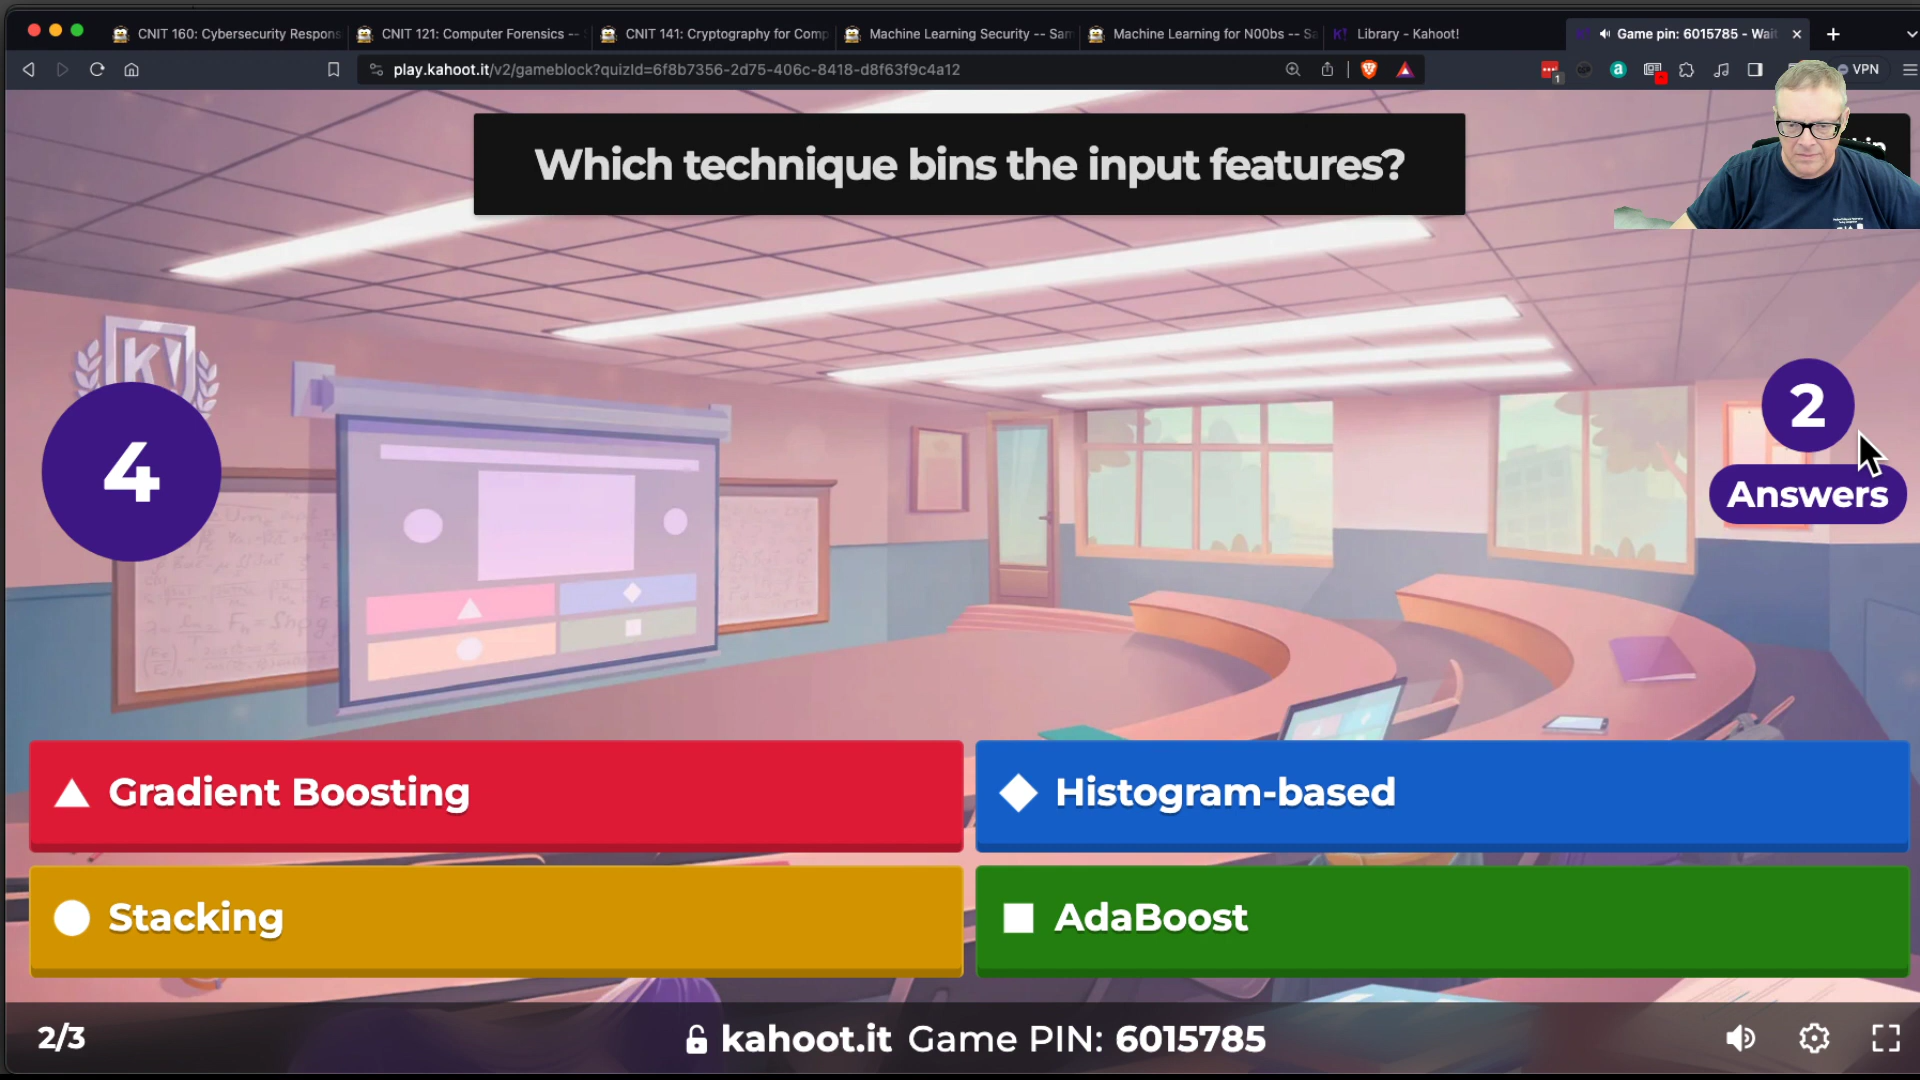 CNIT 160: Cybersecurity Respons
CNIT 121: Computer Forensics --
CNIT 141: Cryptography for Comp
Machine Learning Security -- Sam
Machine Learning for N00bs -- Sa
Library - Kahoot!
Game pin: 6015785 - Wait
play.kahoot.it/v2/gameblock?quizId=6f8b7356-2d75-406c-8418-d8f63f9c4a12
VPN
Which technique bins the input features?
4
2
Answers
Gradient Boosting
Histogram-based
Stacking
AdaBoost
2/3
kahoot.it Game PIN: 6015785